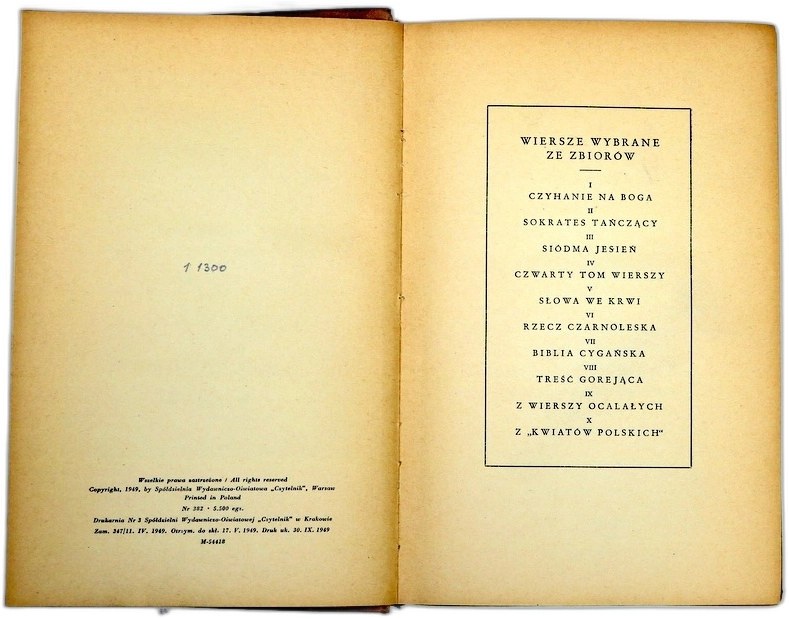 1 1300
Wszelkie prawa zastrzeżone / All rights reserved
Copyright, 1949, by Spółdzielnia Wydawniczo-Oświatowa „Czytelnik", Warsaw
Printed in Poland
Nr 382 · 5.500 egz.
Drukarnia Nr 2 Spółdzielni Wydawniczo-Oświatowej „Czytelnik" w Krakowie
Zam. 347/11. IV. 1949. Otrzym. do skł. 17. V. 1949. Druk uk. 30. IX. 1949
M-54418
WIERSZE WYBRANE
ZE ZBIORÓW
I
CZYHANIE NA BOGA
II
SOKRATES TAŃCZĄCY
III
SIÓDMA JESIEŃ
IV
CZWARTY TOM WIERSZY
V
SŁOWA WE KRWI
VI
RZECZ CZARNOLESKA
VII
BIBLIA CYGAŃSKA
VIII
TREŚĆ GOREJĄCA
IX
Z WIERSZY OCALAŁYCH
X
Z „KWIATÓW POLSKICH"